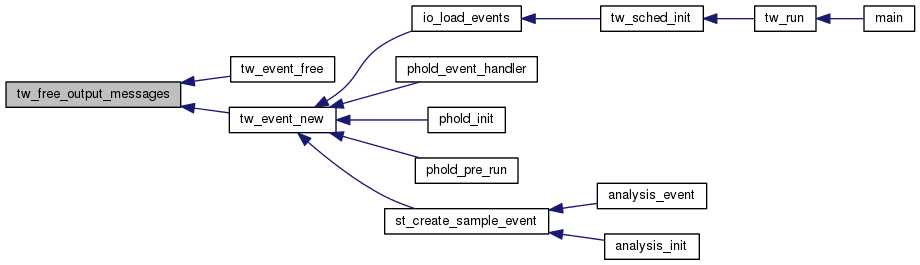 io_load_events
tw_sched_init
tw_run
main
tw_event_free
phold_event_handler
tw_free_output_messages
tw_event_new
phold_init
phold_pre_run
st_create_sample_event
analysis_event
analysis_init